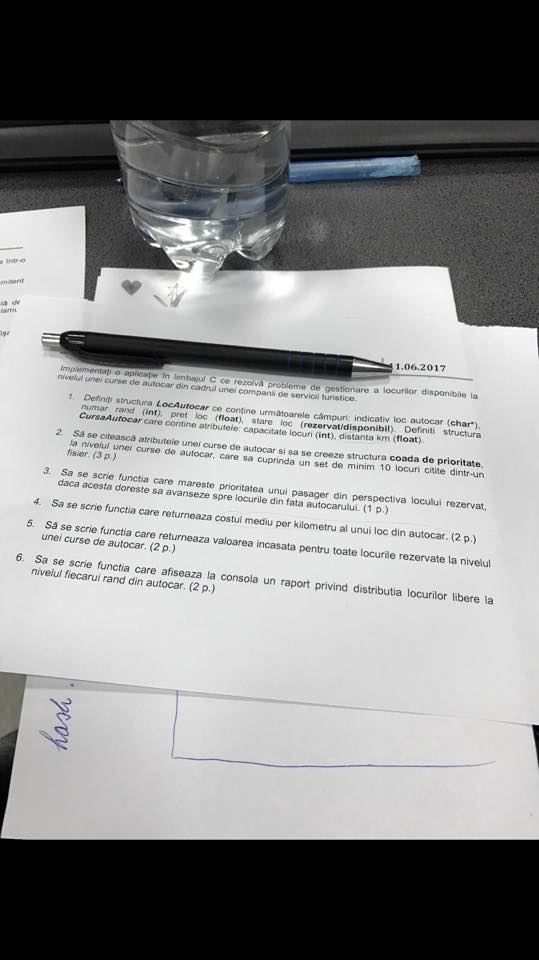 într-o
mitent
lă de
1.06.2017
Implementați o aplicație în limbajul C ce rezolvă probleme de gestionare a locurilor disponibile la
nivelul unei curse de autocar din cadrul unei companii de servicii turistice.
1. Definiți structura LocAutocar ce conține următoarele câmpuri: indicativ loc autocar (char*),
numar rand (int), pret loc (float), stare loc (rezervat/disponibil). Definiti structura
CursaAutocar care contine atributele: capacitate locuri (int), distanta km (float).
2. Să se citească atributele unei curse de autocar si sa se creeze structura coada de prioritate,
la nivelul unei curse de autocar, care sa cuprinda un set de minim 10 locuri citite dintr-un
fisier. (3 p.)
3. Sa se scrie functia care mareste prioritatea unui pasager din perspectiva locului rezervat,
daca acesta doreste sa avanseze spre locurile din fata autocarului. (1 p.)
4. Sa se scrie functia care returneaza costul mediu per kilometru al unui loc din autocar. (2 p.)
5. Să se scrie functia care returneaza valoarea incasata pentru toate locurile rezervate la nivelul
unei curse de autocar. (2 p.)
6. Sa se scrie functia care afiseaza la consola un raport privind distributia locurilor libere la
nivelul fiecarui rand din autocar. (2 p.)
hash.